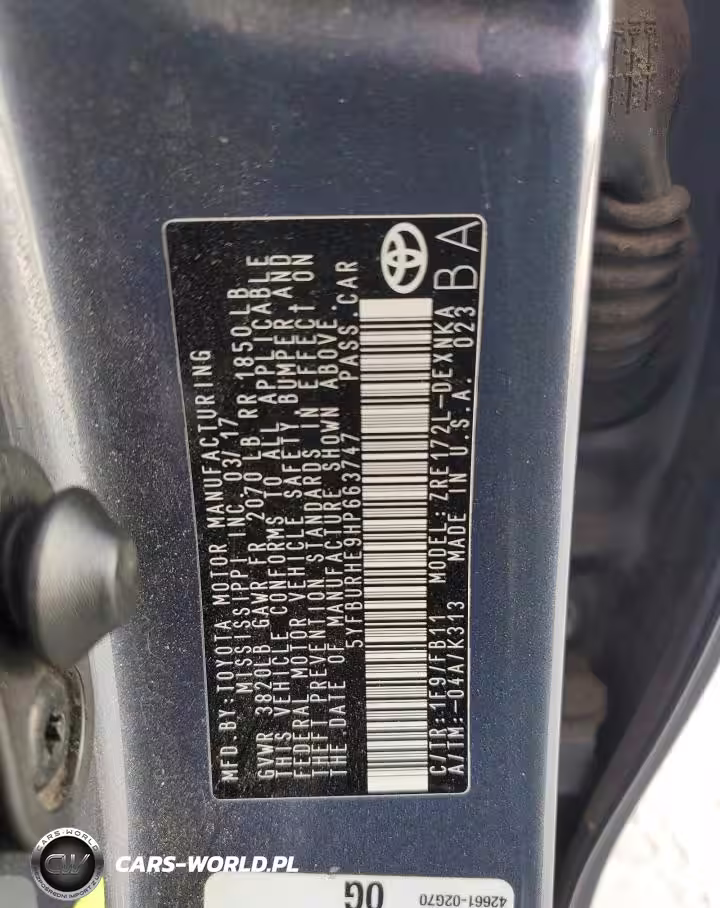 MFD.BY:TOYOTA MOTOR MANUFACTURING
MISSISSIPPI INC. 03/17
GVWR 3820LB GAWR FR 2070 LB RR 1850 LB
THIS VEHICLE CONFORMS TO ALL APPLICABLE
FEDERAL MOTOR VEHICLE SAFETY, BUMPER, AND
THEFT PREVENTION STANDARDS IN EFFECT ON
THE DATE OF MANUFACTURE SHOWN ABOVE.
5YFBURHE9HP663747 PASS.CAR
C/TR: 1F9/FB11 MODEL: ZRE172L-DEXNKA
A/TM:-04A/K313 MADE IN U.S.A. 023
BA
0G
42661-02G70
CARS-WORLD
CW
CARS-WORLD.PL